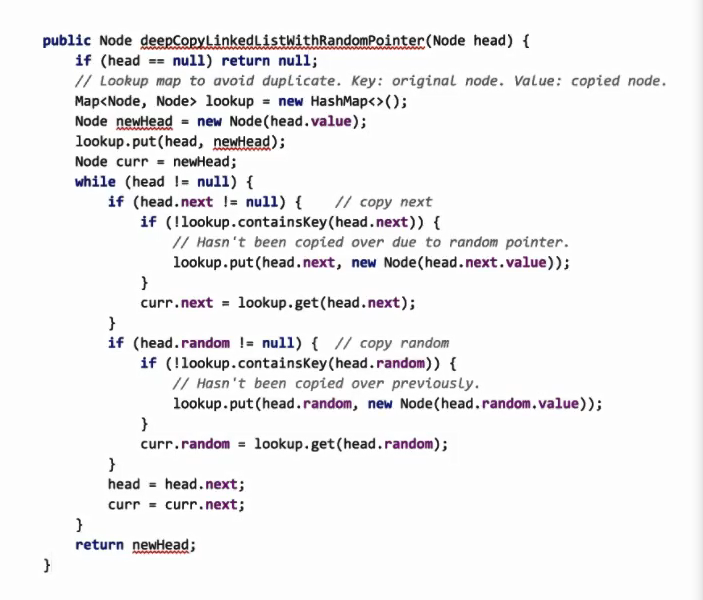 public Node deepCopyLinkedListWithRandomPointer(Node head) {
    if (head == null) return null;
    // Lookup map to avoid duplicate. Key: original node. Value: copied node.
    Map<Node, Node> lookup = new HashMap<>();
    Node newHead = new Node(head.value);
    lookup.put(head, newHead);
    Node curr = newHead;
    while (head != null) {
        if (head.next != null) {    // copy next
            if (!lookup.containsKey(head.next)) {
                // Hasn't been copied over due to random pointer.
                lookup.put(head.next, new Node(head.next.value));
            }
            curr.next = lookup.get(head.next);
        }
        if (head.random != null) {  // copy random
            if (!lookup.containsKey(head.random)) {
                // Hasn't been copied over previously.
                lookup.put(head.random, new Node(head.random.value));
            }
            curr.random = lookup.get(head.random);
        }
        head = head.next;
        curr = curr.next;
    }
    return newHead;
}